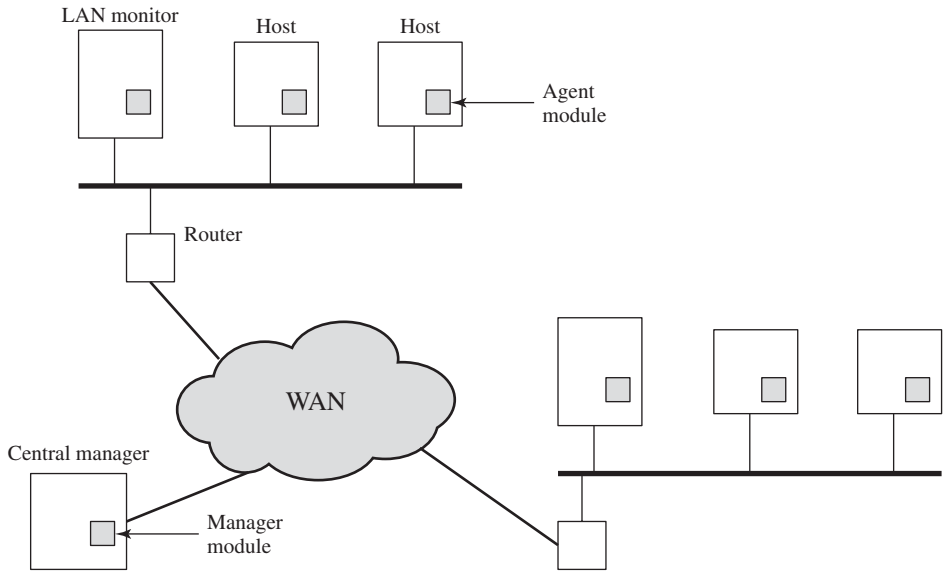 LAN monitor
Host
Host
Agent
module
Router
WAN
Central manager
Manager
module